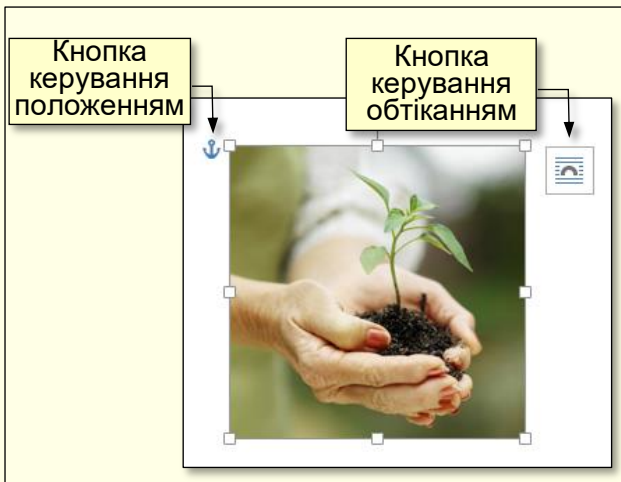 Кнопка
керування
положенням
Кнопка
керування
обтіканням